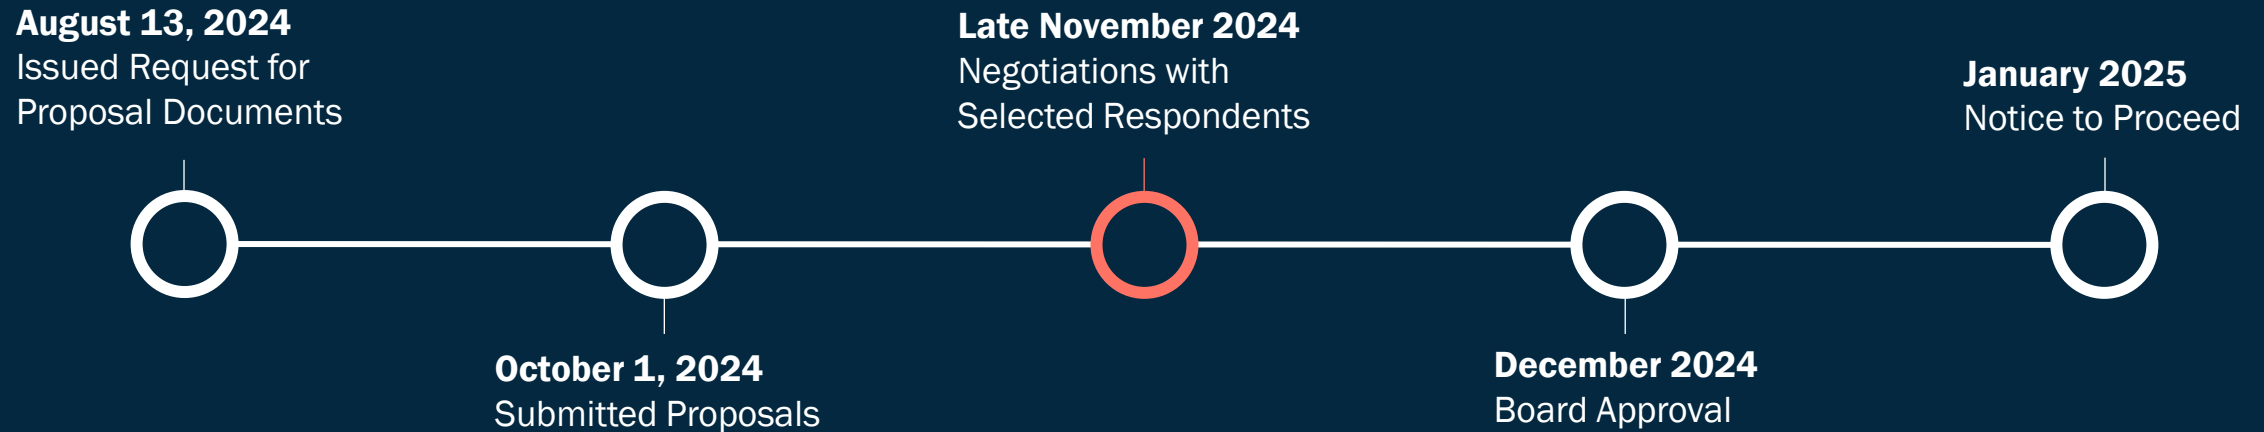 August 13, 2024
Issued Request for
Proposal Documents
October 1, 2024
Submitted Proposals
Late November 2024
Negotiations with
Selected Respondents
December 2024
Board Approval
January 2025
Notice to Proceed